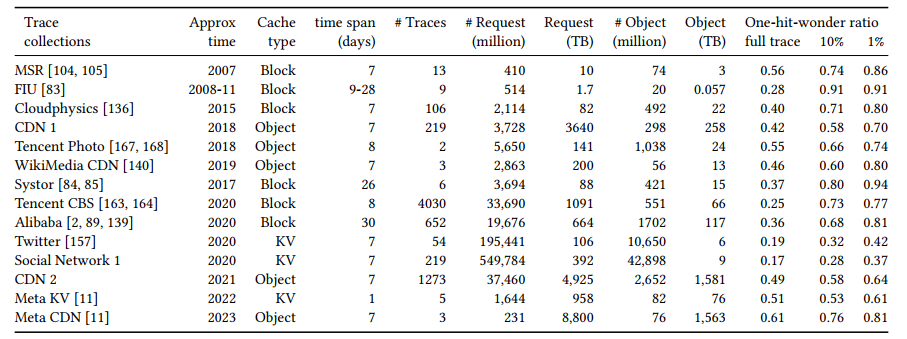 Trace Approx Cache time span # Traces # Request Request # Object Object One-hit-wonder ratio
collections time type (days) (million) (TB) (million) (TB) full trace 10% 1%
MSR [104, 105] 2007 Block 7 13 410 10 74 3 0.56 0.74 0.86
FIU [83] 2008-11 Block 9-28 9 514 1.7 20 0.057 0.28 0.91 0.91
Cloudphysics [136] 2015 Block 7 106 2,114 82 492 22 0.40 0.71 0.80
CDN 1 2018 Object 7 219 3,728 3640 298 258 0.42 0.58 0.70
Tencent Photo [167, 168] 2018 Object 8 2 5,650 141 1,038 24 0.55 0.66 0.74
WikiMedia CDN [140] 2019 Object 7 3 2,863 200 56 13 0.46 0.60 0.80
Systor [84, 85] 2017 Block 26 6 3,694 88 421 15 0.37 0.80 0.94
Tencent CBS [163, 164] 2020 Block 8 4030 33,690 1091 551 66 0.25 0.73 0.77
Alibaba [2, 89, 139] 2020 Block 30 652 19,676 664 1702 117 0.36 0.68 0.81
Twitter [157] 2020 KV 7 54 195,441 106 10,650 6 0.19 0.32 0.42
Social Network 1 2020 KV 7 219 549,784 392 42,898 9 0.17 0.28 0.37
CDN 2 2021 Object 7 1273 37,460 4,925 2,652 1,581 0.49 0.58 0.64
Meta KV [11] 2022 KV 1 5 1,644 958 82 76 0.51 0.53 0.61
Meta CDN [11] 2023 Object 7 3 231 8,800 76 1,563 0.61 0.76 0.81